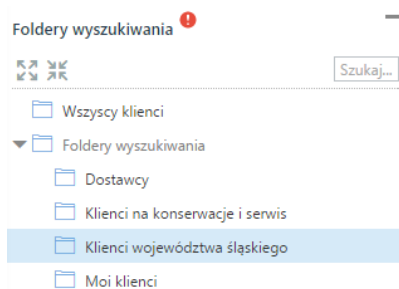 Foldery wyszukiwania
Szukaj...
Wszyscy klienci
Foldery wyszukiwania
Dostawcy
Klienci na konserwacje i serwis
Klienci województwa śląskiego
Moi klienci